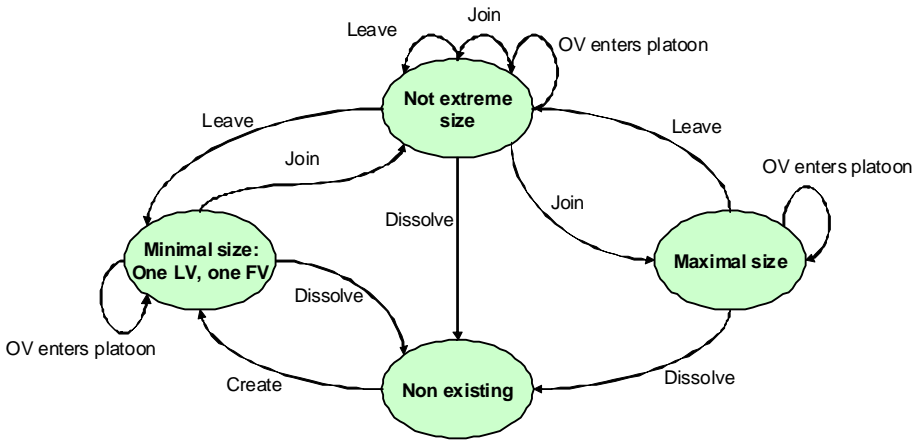 Join
Leave
OV enters platoon
Not extreme
size
Leave
Leave
Join
OV enters platoon
Join
Dissolve
Minimal size:
One LV, one FV
Maximal size
Dissolve
OV enters platoon
Create
Non existing
Dissolve